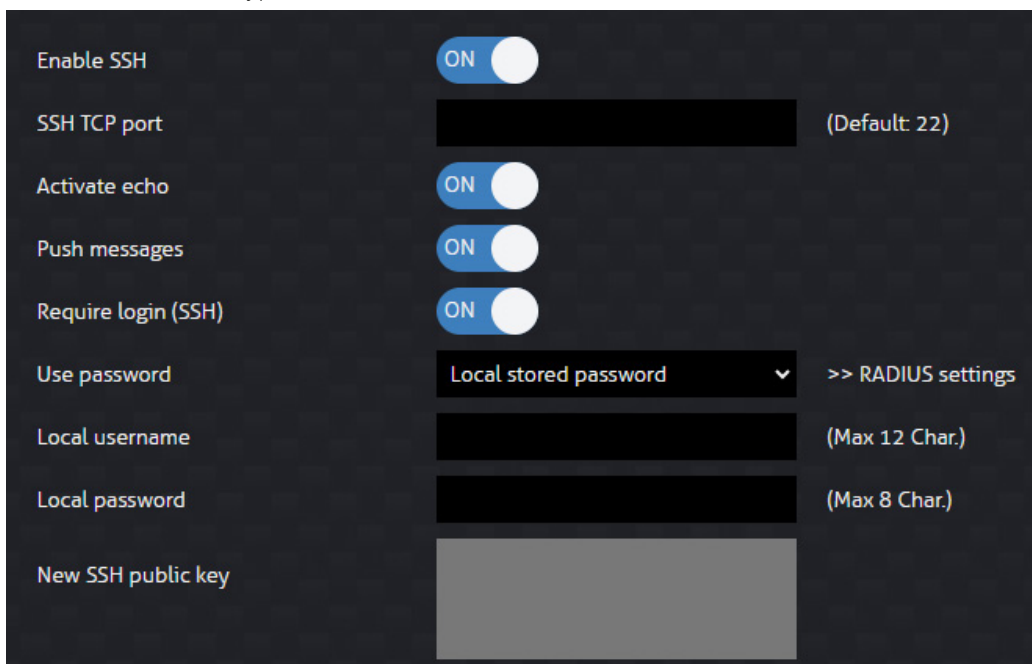 Enable SSH ON
SSH TCP port (Default: 22)
Activate echo ON
Push messages ON
Require login (SSH) ON
Use password Local stored password >> RADIUS settings
Local username (Max 12 Char.)
Local password (Max 8 Char.)
New SSH public key